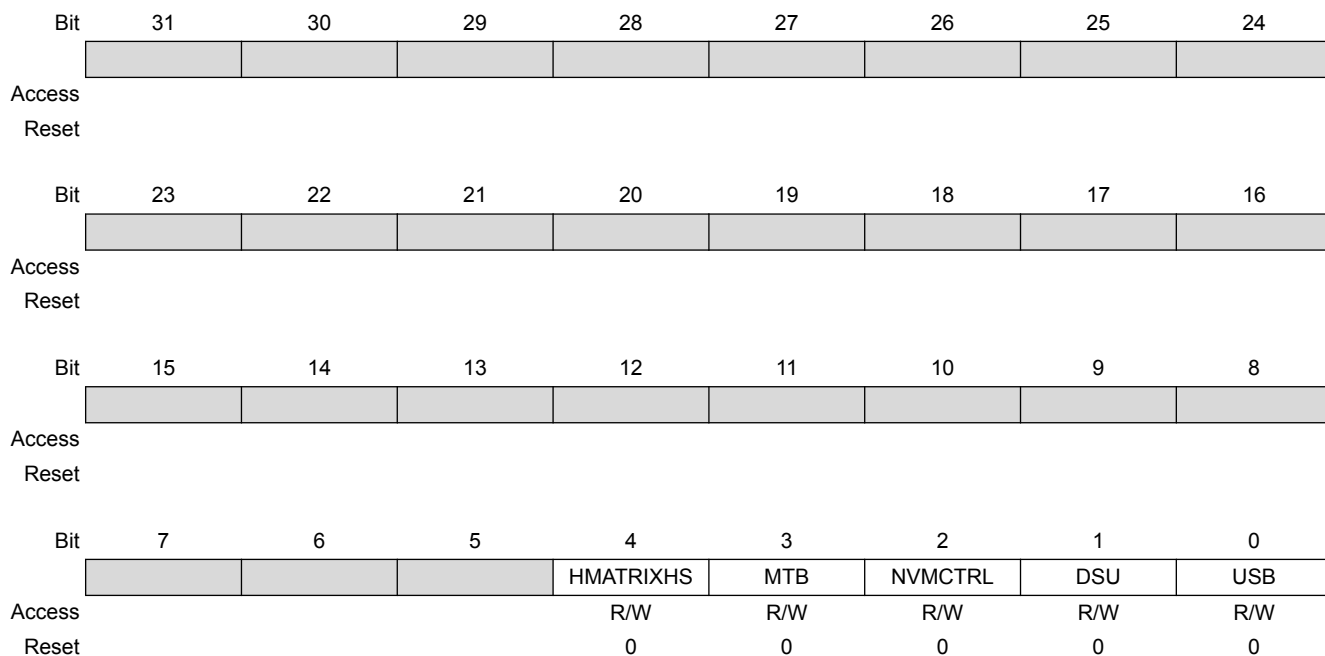 Bit 31 30 29 28 27 26 25 24
Access
Reset
Bit 23 22 21 20 19 18 17 16
Access
Reset
Bit 15 14 13 12 11 10 9 8
Access
Reset
Bit 7 6 5 4 3 2 1 0
HMATRIXHS MTB NVMCTRL DSU USB
Access R/W R/W R/W R/W R/W
Reset 0 0 0 0 0